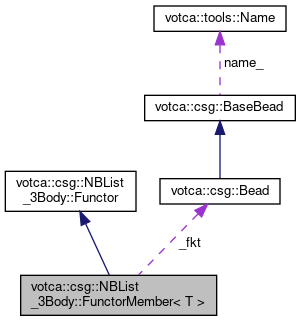 votca::tools::Name
name_
votca::csg::BaseBead
votca::csg::NBList
_3Body::Functor
votca::csg::Bead
_fkt
votca::csg::NBList
_3Body::FunctorMember< T >